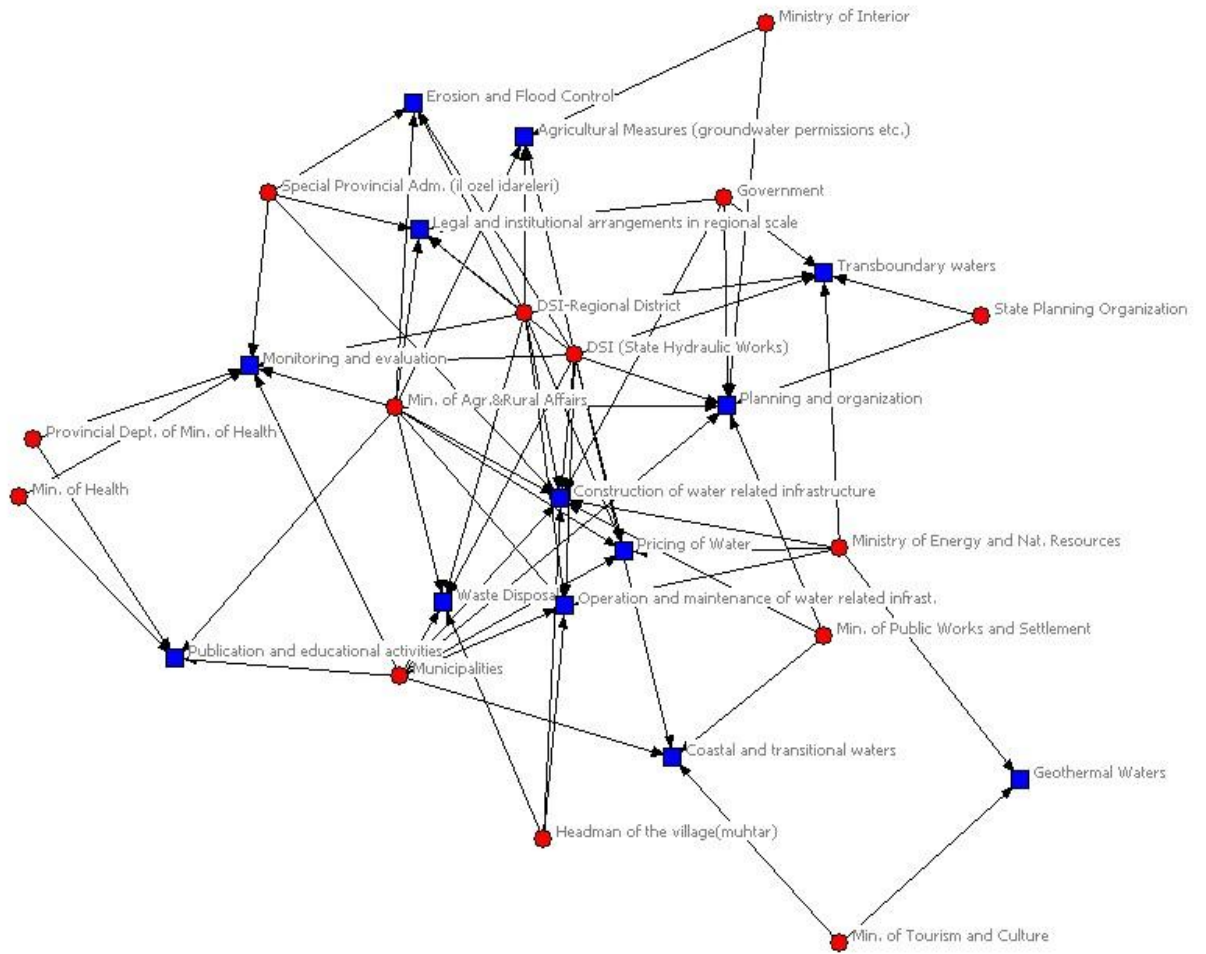 Ministry of Interior
Erosion and Flood Control
Agricultural Measures (groundwater permissions etc.)
Special Provincial Adm. (il ozel idareleri)
Government
Legal and institutional arrangements in regional scale
Transboundary waters
DSI-Regional District
State Planning Organization
DSI (State Hydraulic Works)
Monitoring and evaluation
Min. of Agr.&Rural Affairs
Planning and organization
Provincial Dept. of Min. of Health
Min. of Health
Construction of water related infrastructure
Pricing of Water
Ministry of Energy and Nat. Resources
Waste Disposal
Operation and maintenance of water related infrast.
Min. of Public Works and Settlement
Publication and educational activities
Municipalities
Coastal and transitional waters
Geothermal Waters
Headman of the village(muhtar)
Min. of Tourism and Culture